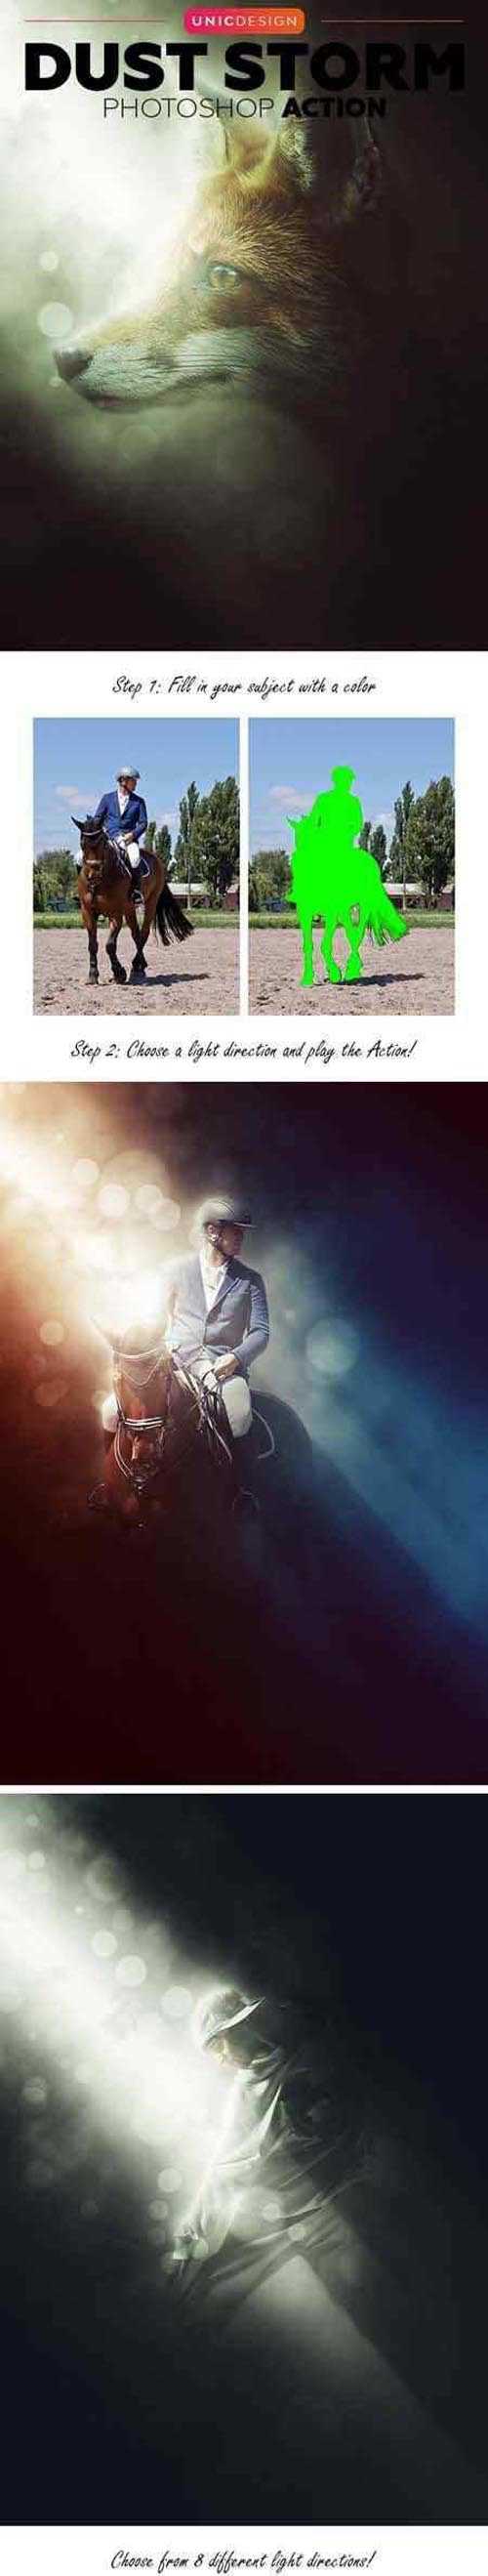 UNICDESIGN
DUST STORM
PHOTOSHOP ACTION
Step 1: Fill in your subject with a color
Step 2: Choose a light direction and play the Action!
Choose from 8 different light directions!